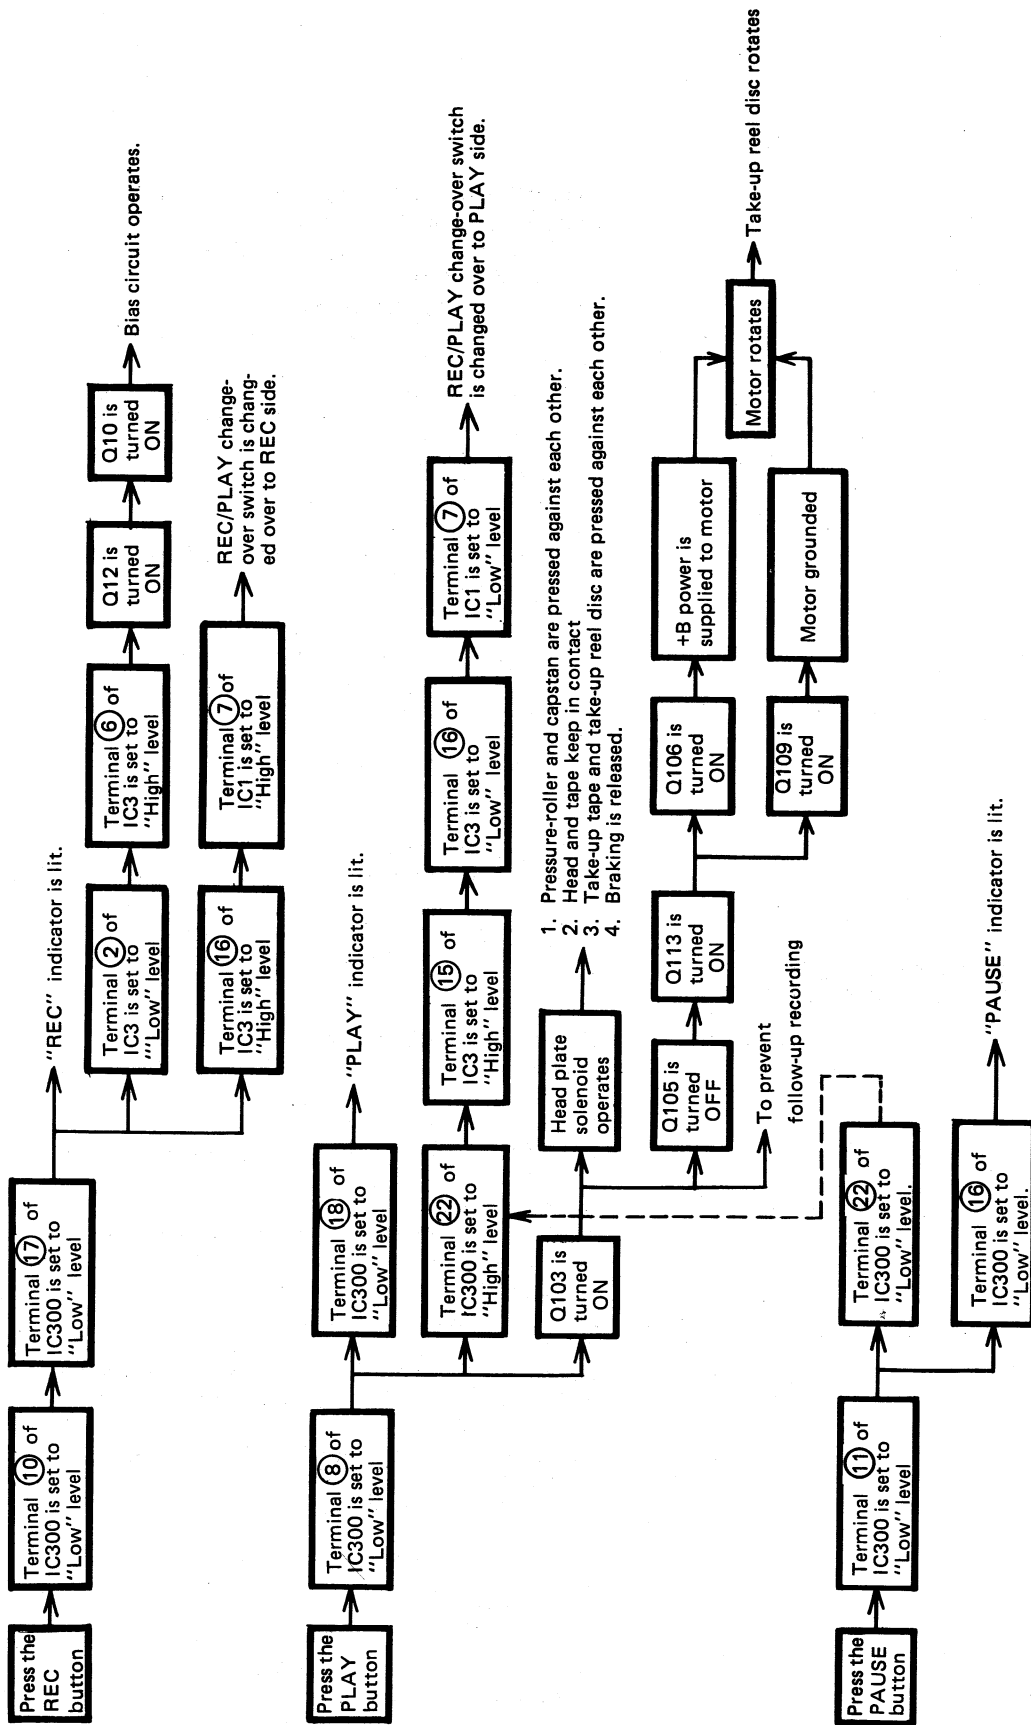 Press the
REC
button
Terminal ⑩ of
IC300 is set to
"Low" level
Terminal ⑰ of
IC300 is set to
"Low" level
"REC" indicator is lit.
Terminal ② of
IC3 is set to
""Low" level
Terminal ⑥ of
IC3 is set to
"High" level
Q12 is
turned
ON
Q10 is
turned
ON
Bias circuit operates.
Terminal ⑯ of
IC3 is set to
"High" level
Terminal ⑦ of
IC1 is set to
"High" level
REC/PLAY change-
over switch is chang-
ed over to REC side.
Press the
PLAY
button
Terminal ⑧ of
IC300 is set to
"Low" level
Terminal ⑱ of
IC300 is set to
"Low" level
"PLAY" indicator is lit.
Terminal ㉒ of
IC300 is set to
"High" level
Terminal ⑮ of
IC3 is set to
"High" level
Terminal ⑯ of
IC3 is set to
"Low" level
Terminal ⑦ of
IC1 is set to
"Low" level
REC/PLAY change-over switch
is changed over to PLAY side.
Q103 is
turned
ON
Head plate
solenoid
operates
1. Pressure-roller and capstan are pressed against each other.
2. Head and tape keep in contact
3. Take-up tape and take-up reel disc are pressed against each other.
4. Braking is released.
Q105 is
turned
OFF
Q113 is
turned
ON
Q106 is
turned
ON
+B power is
supplied to motor
Q109 is
turned
ON
Motor grounded
Motor rotates
Take-up reel disc rotates
To prevent
follow-up recording
Press the
PAUSE
button
Terminal ⑪ of
IC300 is set to
"Low" level
Terminal ㉒ of
IC300 is set to
"Low" level.
Terminal ⑯ of
IC300 is set to
"Low" level.
"PAUSE" indicator is lit.